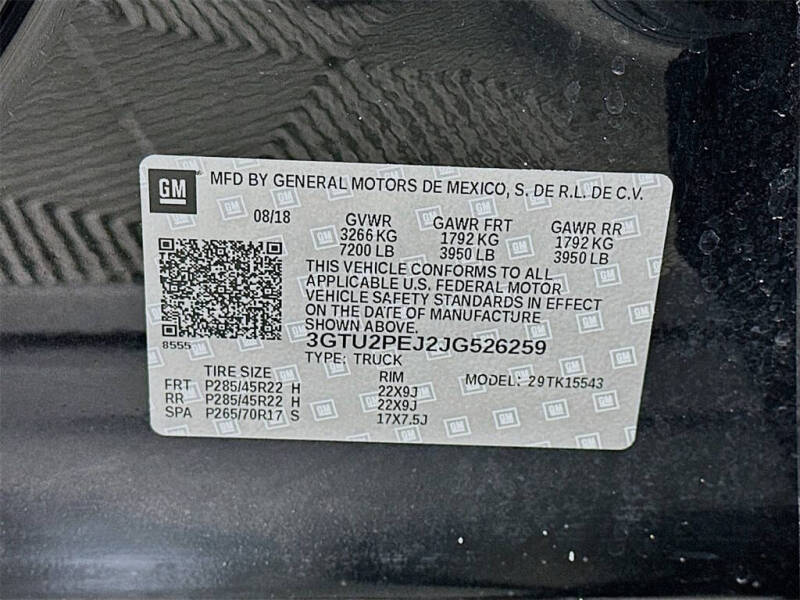 GM
MFD BY GENERAL MOTORS DE MEXICO, S. DE R.L. DE C.V.
08/18 GVWR GAWR FRT GAWR RR
3266 KG 1792 KG 1792 KG
7200 LB 3950 LB 3950 LB
THIS VEHICLE CONFORMS TO ALL
APPLICABLE U.S. FEDERAL MOTOR
VEHICLE SAFETY STANDARDS IN EFFECT
ON THE DATE OF MANUFACTURE
SHOWN ABOVE.
8555 3GTU2PEJ2JG526259
TYPE: TRUCK
TIRE SIZE RIM MODEL: 29TK15543
FRT P285/45R22 H 22X9J
RR P285/45R22 H 22X9J
SPA P265/70R17 S 17X7.5J